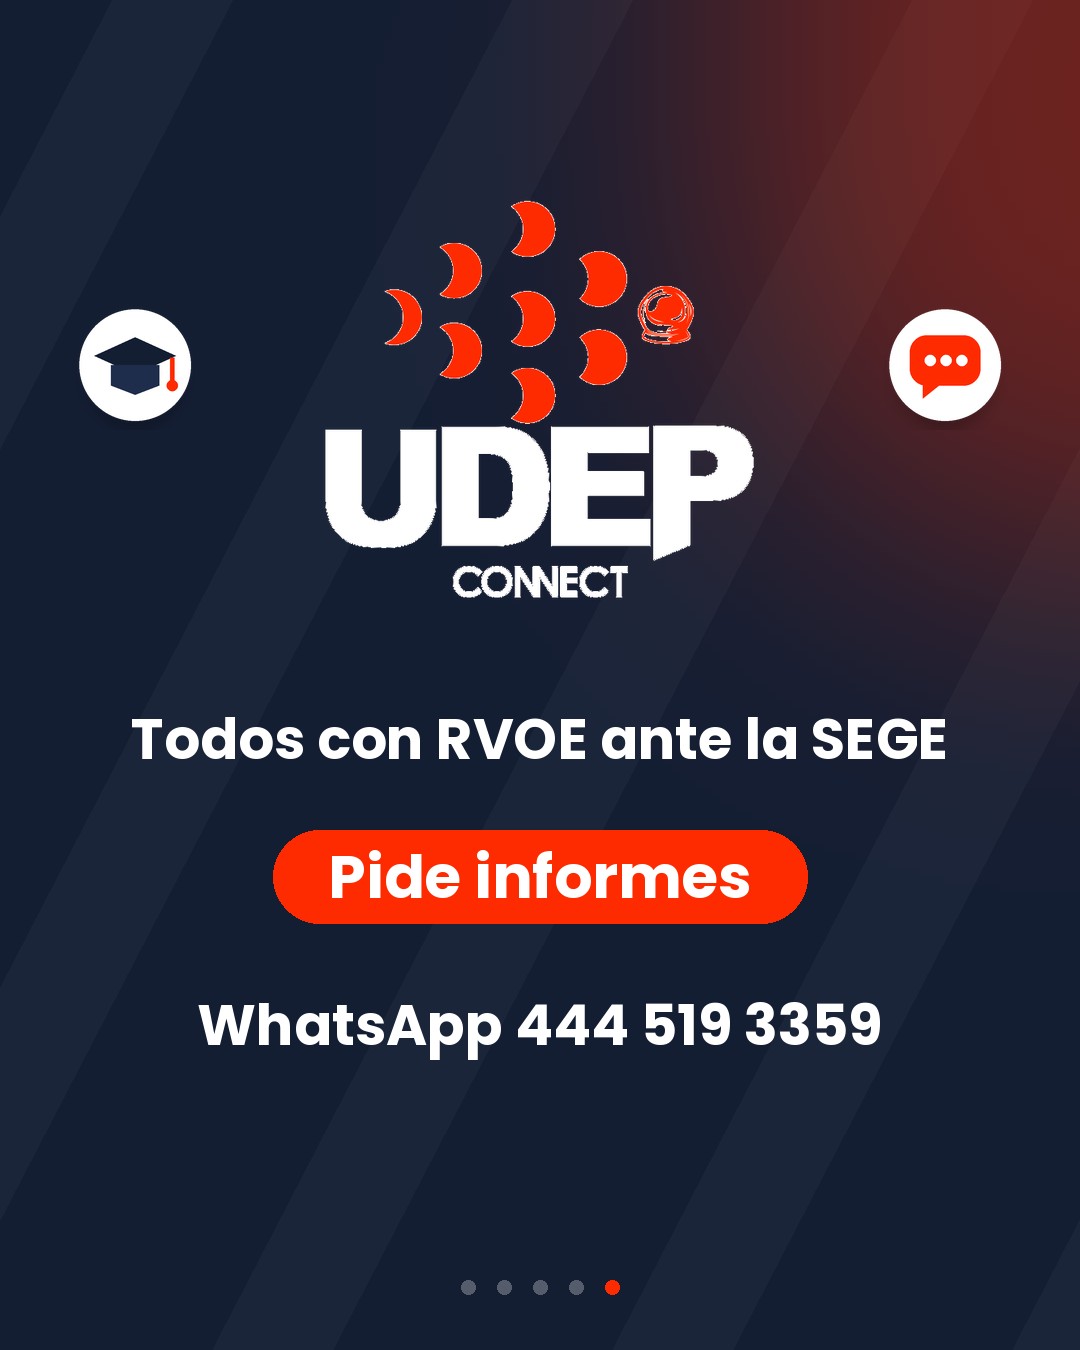 UDEP
CONNECT
Todos con RVOE ante la SEGE
Pide informes
WhatsApp 444 519 3359